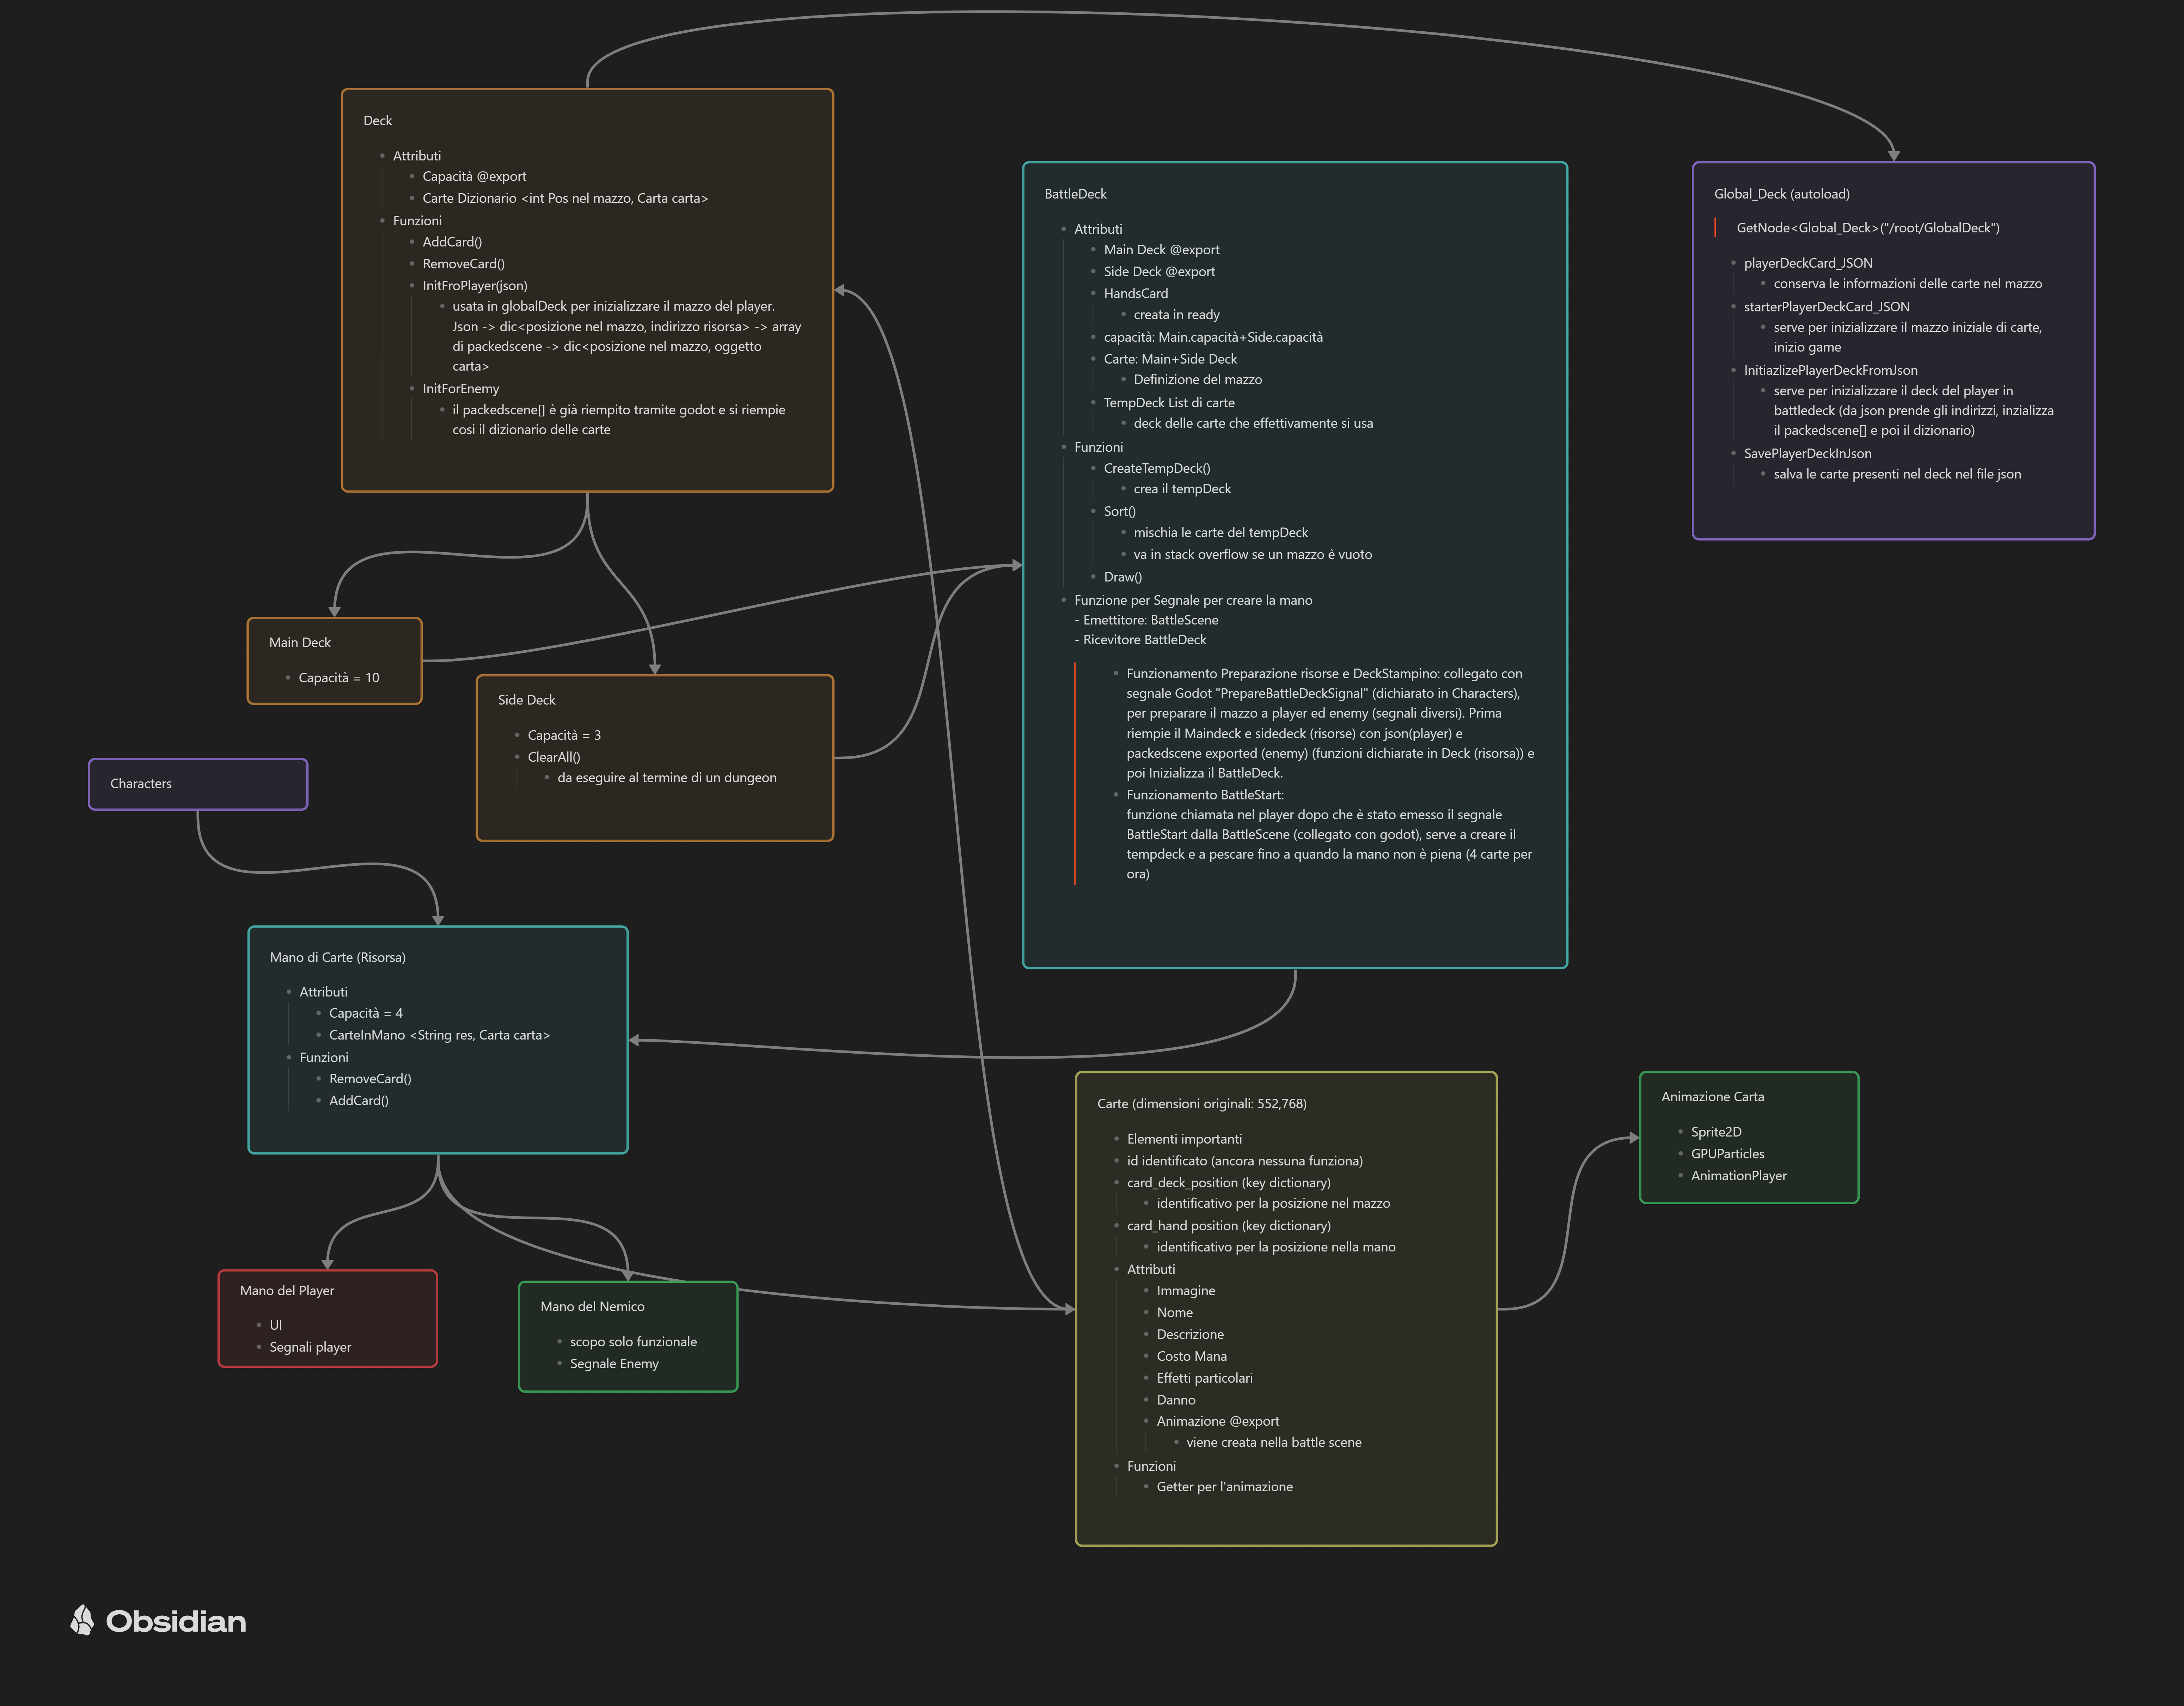 Deck
Attributi
Capacità @export
Carte Dizionario <int Pos nel mazzo, Carta carta>
Funzioni
AddCard()
RemoveCard()
InitFroPlayer(json)
usata in globalDeck per inizializzare il mazzo del player.
Json -> dic<posizione nel mazzo, indirizzo risorsa> -> array
di packedscene -> dic<posizione nel mazzo, oggetto
carta>
InitForEnemy
il packedscene[] è già riempito tramite godot e si riempie
cosi il dizionario delle carte
BattleDeck
Attributi
Main Deck @export
Side Deck @export
HandsCard
creata in ready
capacità: Main.capacità+Side.capacità
Carte: Main+Side Deck
Definizione del mazzo
TempDeck List di carte
deck delle carte che effettivamente si usa
Funzioni
CreateTempDeck()
crea il tempDeck
Sort()
mischia le carte del tempDeck
va in stack overflow se un mazzo è vuoto
Draw()
Funzione per Segnale per creare la mano
- Emettitore: BattleScene
- Ricevitore BattleDeck
Funzionamento Preparazione risorse e DeckStampino: collegato con
segnale Godot "PrepareBattleDeckSignal" (dichiarato in Characters),
per preparare il mazzo a player ed enemy (segnali diversi). Prima
riempie il Maindeck e sidedeck (risorse) con json(player) e
packedscene exported (enemy) (funzioni dichiarate in Deck (risorsa)) e
poi Inizializza il BattleDeck.
Funzionamento BattleStart:
funzione chiamata nel player dopo che è stato emesso il segnale
BattleStart dalla BattleScene (collegato con godot), serve a creare il
tempdeck e a pescare fino a quando la mano non è piena (4 carte per
ora)
Global_Deck (autoload)
GetNode<Global_Deck>("/root/GlobalDeck")
playerDeckCard_JSON
conserva le informazioni delle carte nel mazzo
starterPlayerDeckCard_JSON
serve per inizializzare il mazzo iniziale di carte,
inizio game
InitiazlizePlayerDeckFromJson
serve per inizializzare il deck del player in
battledeck (da json prende gli indirizzi, inzializza
il packedscene[] e poi il dizionario)
SavePlayerDeckInJson
salva le carte presenti nel deck nel file json
Main Deck
Capacità = 10
Side Deck
Capacità = 3
ClearAll()
da eseguire al termine di un dungeon
Characters
Mano di Carte (Risorsa)
Attributi
Capacità = 4
CarteInMano <String res, Carta carta>
Funzioni
RemoveCard()
AddCard()
Mano del Player
UI
Segnali player
Mano del Nemico
scopo solo funzionale
Segnale Enemy
Carte (dimensioni originali: 552,768)
Elementi importanti
id identificato (ancora nessuna funziona)
card_deck_position (key dictionary)
identificativo per la posizione nel mazzo
card_hand position (key dictionary)
identificativo per la posizione nella mano
Attributi
Immagine
Nome
Descrizione
Costo Mana
Effetti particolari
Danno
Animazione @export
viene creata nella battle scene
Funzioni
Getter per l'animazione
Animazione Carta
Sprite2D
GPUParticles
AnimationPlayer
Obsidian